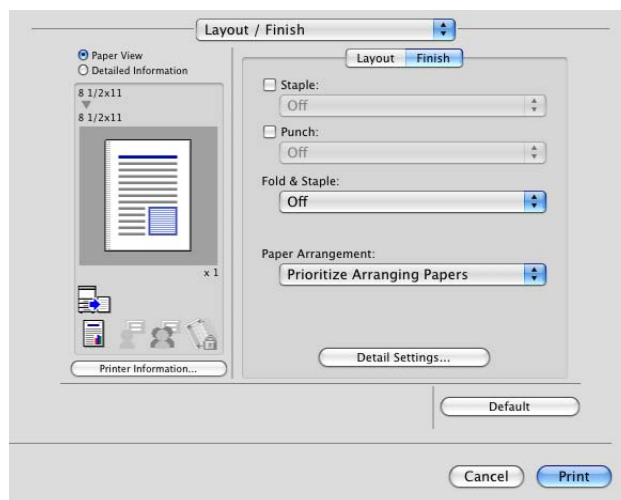 Layout / Finish
Paper View
Detailed Information
8 1/2x11
8 1/2x11
x 1
Printer Information...
Layout
Finish
Staple:
Off
Punch:
Off
Fold & Staple:
Off
Paper Arrangement:
Prioritize Arranging Papers
Detail Settings...
Default
Cancel
Print